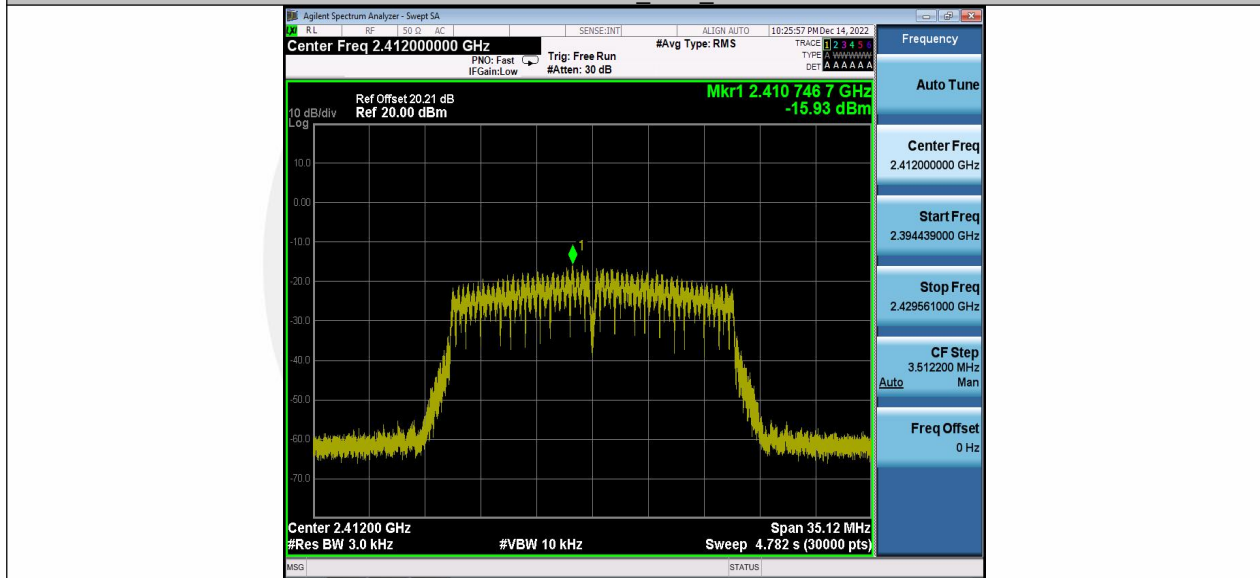 Agilent Spectrum Analyzer - Swept SA
RL RF 50 Ω AC SENSE:INT ALIGN AUTO 10:25:57 PM Dec 14, 2022
Center Freq 2.412000000 GHz
PNO: Fast
IFGain:Low
Trig: Free Run
#Atten: 30 dB
#Avg Type: RMS
TRACE 1 2 3 4 5 6
TYPE A WWWWW
DET A A A A A A
Mkr1 2.410 746 7 GHz
-15.93 dBm
Ref Offset 20.21 dB
10 dB/div Ref 20.00 dBm
Log
10.0
0.00
-10.0
1
-20.0
-30.0
-40.0
-50.0
-60.0
-70.0
Center 2.41200 GHz Span 35.12 MHz
#Res BW 3.0 kHz #VBW 10 kHz Sweep 4.782 s (30000 pts)
MSG STATUS
Frequency
Auto Tune
Center Freq
2.412000000 GHz
Start Freq
2.394439000 GHz
Stop Freq
2.429561000 GHz
CF Step
3.512200 MHz
Auto Man
Freq Offset
0 Hz